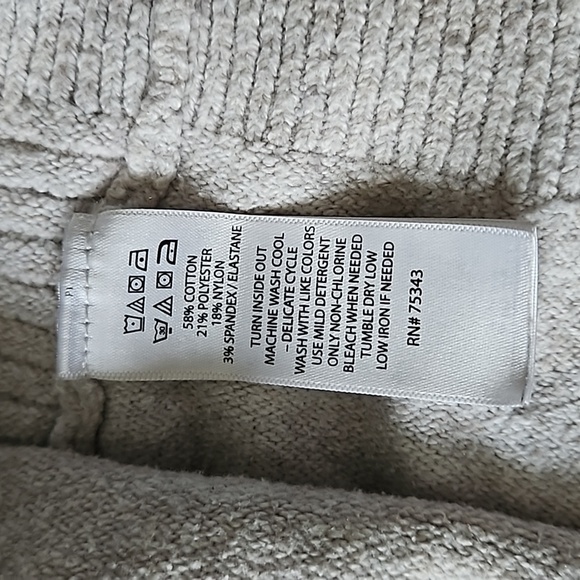 58% COTTON
21% POLYESTER
18% NYLON
3% SPANDEX / ELASTANE
TURN INSIDE OUT
MACHINE WASH COOL
– DELICATE CYCLE
WASH WITH LIKE COLORS
USE MILD DETERGENT
ONLY NON-CHLORINE
BLEACH WHEN NEEDED
TUMBLE DRY LOW
LOW IRON IF NEEDED
RN# 75343